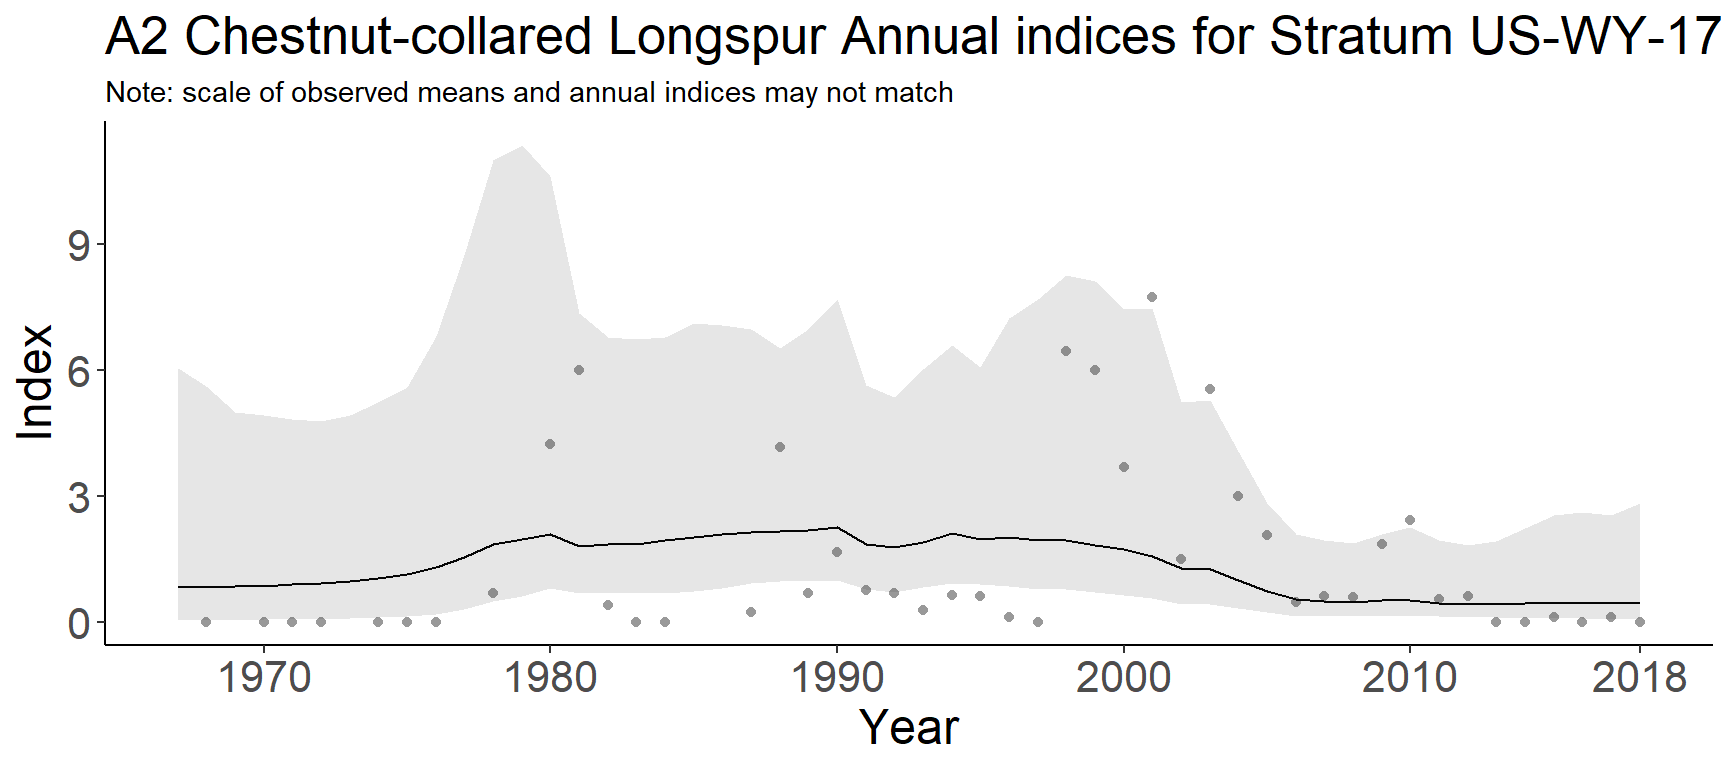 A2 Chestnut-collared Longspur Annual indices for Stratum US-WY-17
Note: scale of observed means and annual indices may not match
Index
9
6
3
0
1970 1980 1990 2000 2010 2018
Year